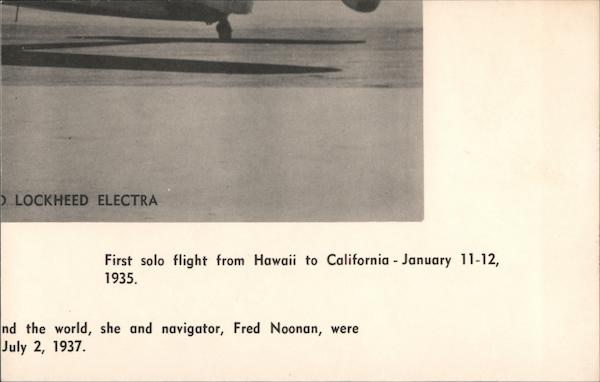 LOCKHEED ELECTRA
First solo flight from Hawaii to California - January 11-12,
1935.
nd the world, she and navigator, Fred Noonan, were
July 2, 1937.